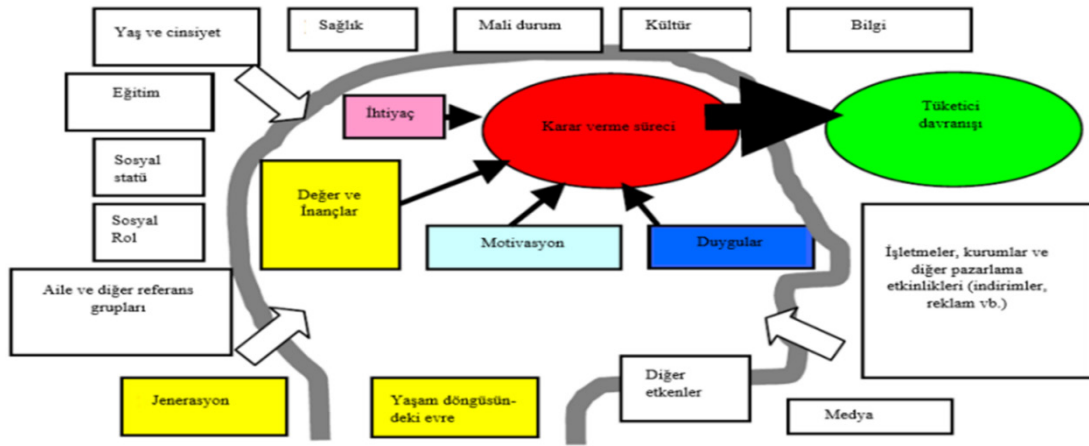 Yaş ve cinsiyet
Sağlık
Mali durum
Kültür
Bilgi
Eğitim
İhtiyaç
Karar verme süreci
Tüketici
davranışı
Sosyal
statü
Değer ve
İnançlar
Sosyal
Rol
Motivasyon
Duygular
İşletmeler, kurumlar ve
diğer pazarlama
etkinlikleri (indirimler,
reklam vb.)
Aile ve diğer referans
grupları
Jenerasyon
Yaşam döngüsün-
deki evre
Diğer
etkenler
Medya